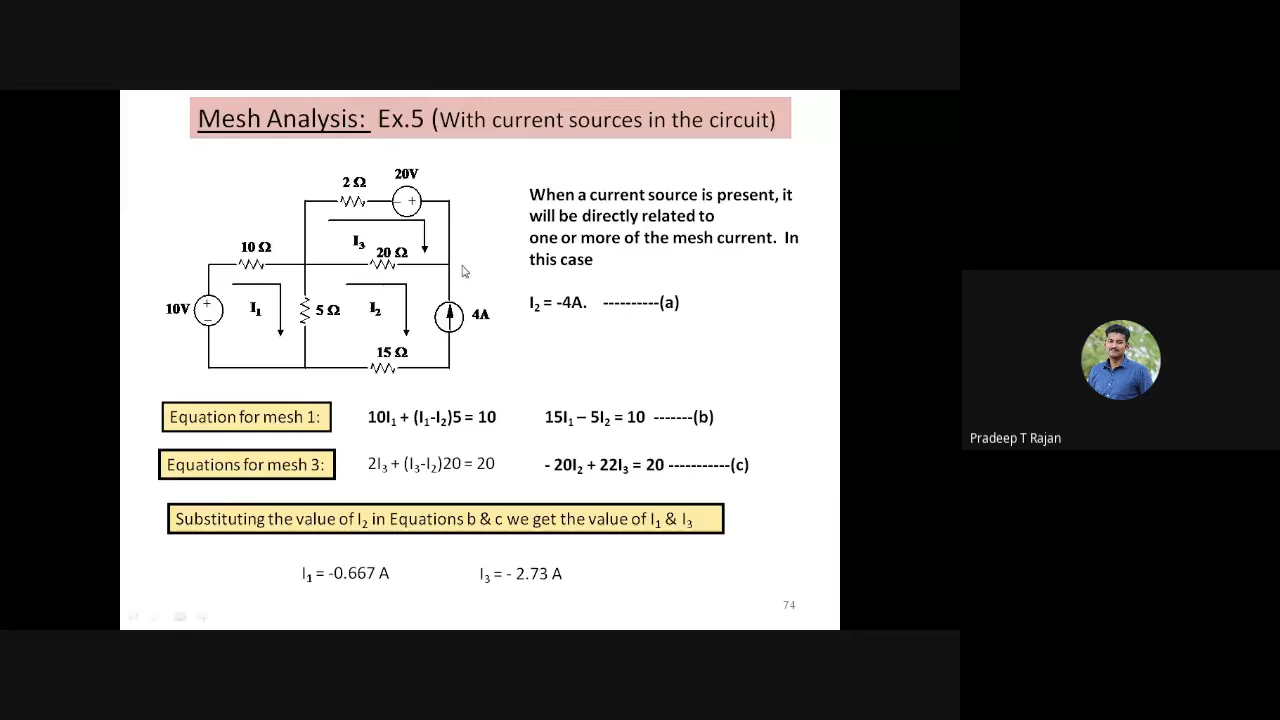 Mesh Analysis: Ex.5 (With current sources in the circuit)
20V
2 Ω
I₃
10 Ω
20 Ω
10V
+
–
I₁
5 Ω
I₂
4A
15 Ω
– +
When a current source is present, it
will be directly related to
one or more of the mesh current. In
this case
I₂ = -4A. ----------(a)
Equation for mesh 1:
10I₁ + (I₁-I₂)5 = 10
15I₁ – 5I₂ = 10 -------(b)
Equations for mesh 3:
2I₃ + (I₃-I₂)20 = 20
- 20I₂ + 22I₃ = 20 -----------(c)
Substituting the value of I₂ in Equations b & c we get the value of I₁ & I₃
I₁ = -0.667 A
I₃ = - 2.73 A
74
Pradeep T Rajan